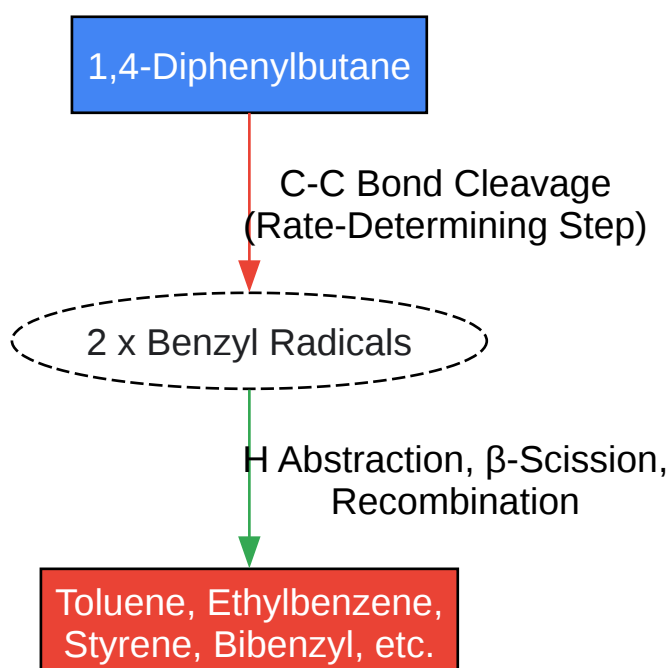 1,4-Diphenylbutane
C-C Bond Cleavage
(Rate-Determining Step)
2 x Benzyl Radicals
H Abstraction, β-Scission,
Recombination
Toluene, Ethylbenzene,
Styrene, Bibenzyl, etc.